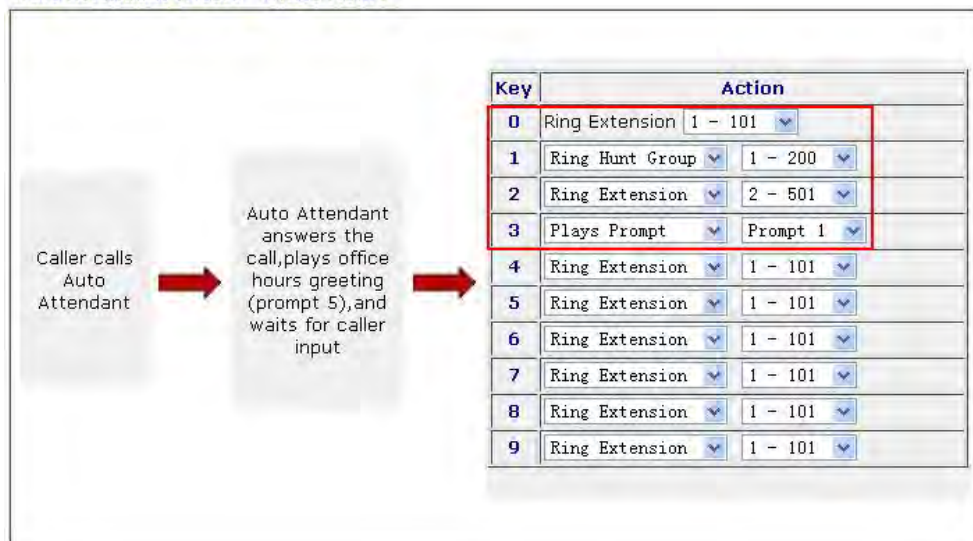 Caller calls
Auto
Attendant
Auto Attendant
answers the
call,plays office
hours greeting
(prompt 5),and
waits for caller
input
Key Action
0 Ring Extension 1 - 101
1 Ring Hunt Group 1 - 200
2 Ring Extension 2 - 501
3 Plays Prompt Prompt 1
4 Ring Extension 1 - 101
5 Ring Extension 1 - 101
6 Ring Extension 1 - 101
7 Ring Extension 1 - 101
8 Ring Extension 1 - 101
9 Ring Extension 1 - 101